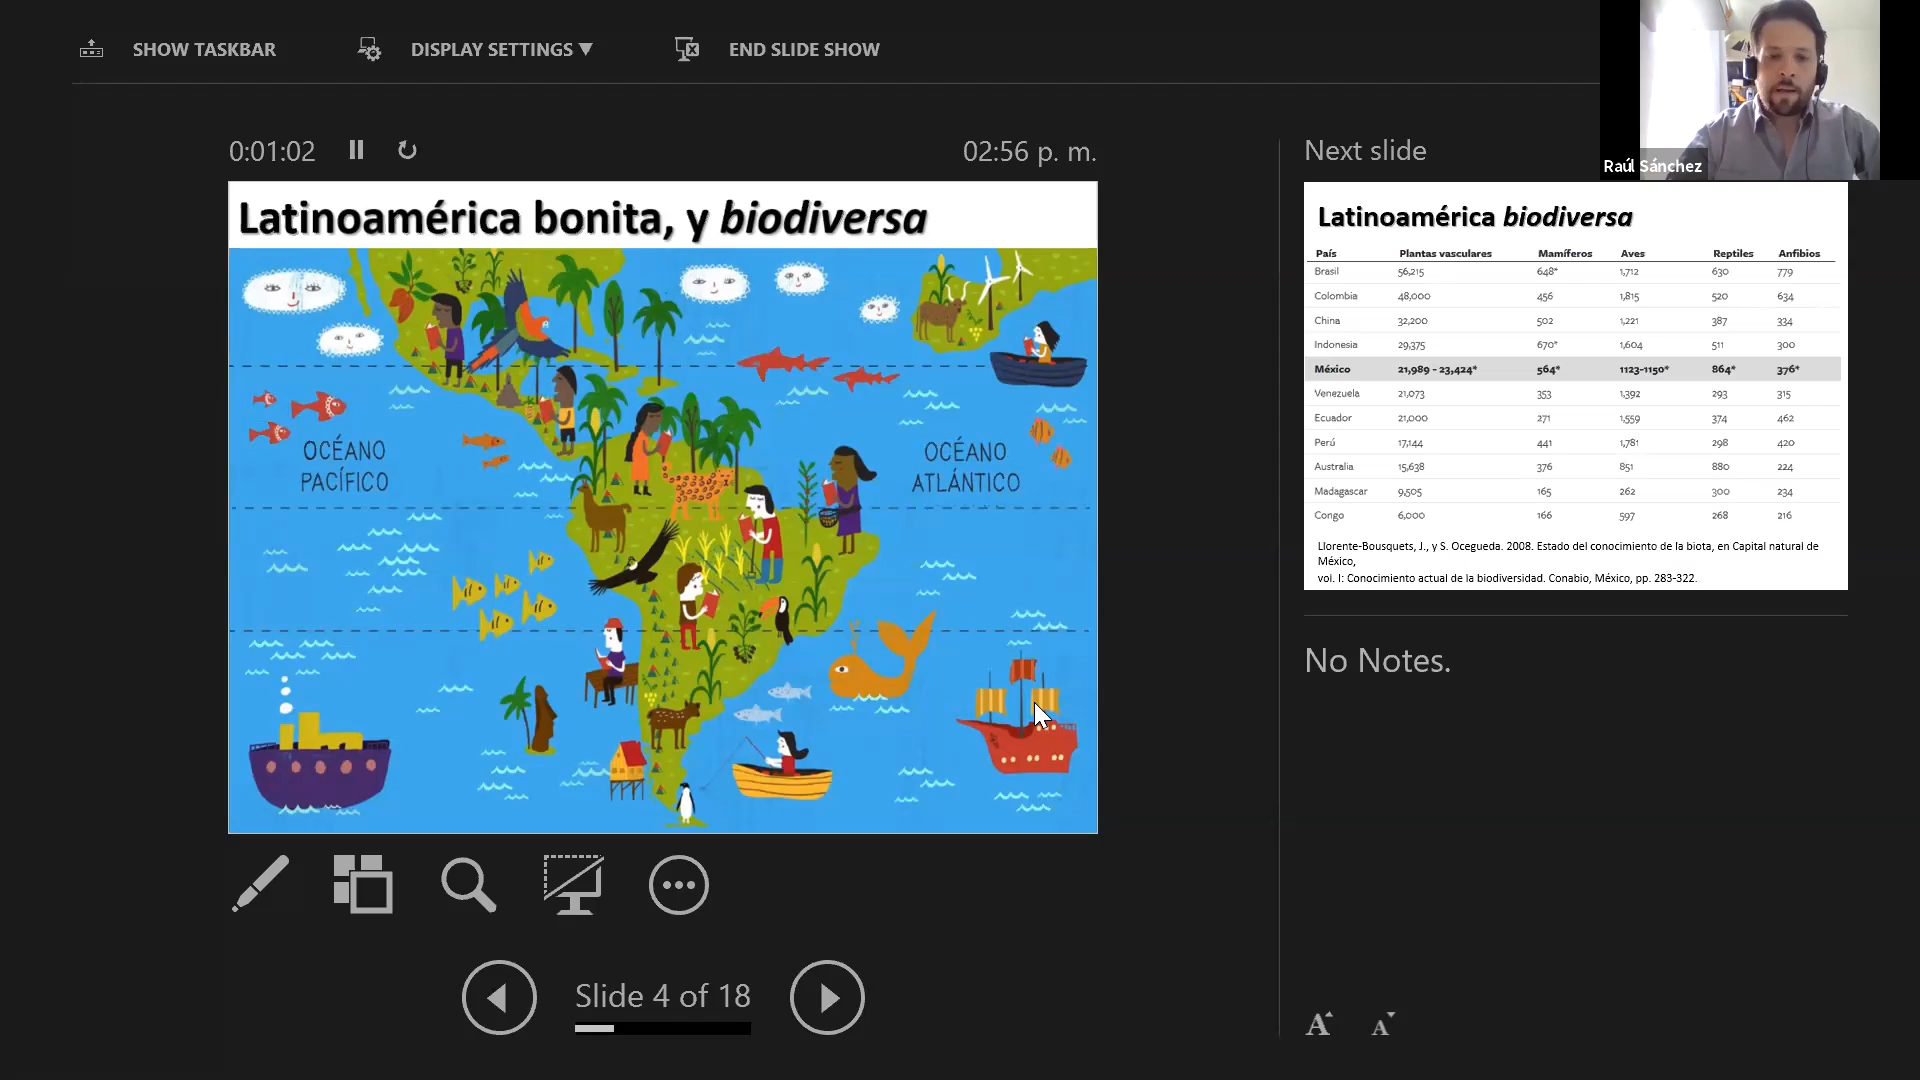 SHOW TASKBAR
DISPLAY SETTINGS ▼
END SLIDE SHOW
Raúl Sánchez
0:01:02
02:56 p. m.
Latinoamérica bonita, y biodiversa
OCÉANO
PACÍFICO
OCÉANO
ATLÁNTICO
Slide 4 of 18
Next slide
Latinoamérica biodiversa
País Plantas vasculares Mamíferos Aves Reptiles Anfibios
Brasil 56,215 648* 1,712 630 779
Colombia 48,000 456 1,815 520 634
China 32,200 502 1,221 387 334
Indonesia 29,375 670* 1,604 511 300
México 21,989 - 23,424* 564* 1123-1150* 864* 376*
Venezuela 21,073 353 1,392 293 315
Ecuador 21,000 271 1,559 374 462
Perú 17,144 441 1,781 298 420
Australia 15,638 376 851 880 224
Madagascar 9,505 165 262 300 234
Congo 6,000 166 597 268 216
Llorente-Bousquets, J., y S. Ocegueda. 2008. Estado del conocimiento de la biota, en Capital natural de
México,
vol. I: Conocimiento actual de la biodiversidad. Conabio, México, pp. 283-322.
No Notes.
A A